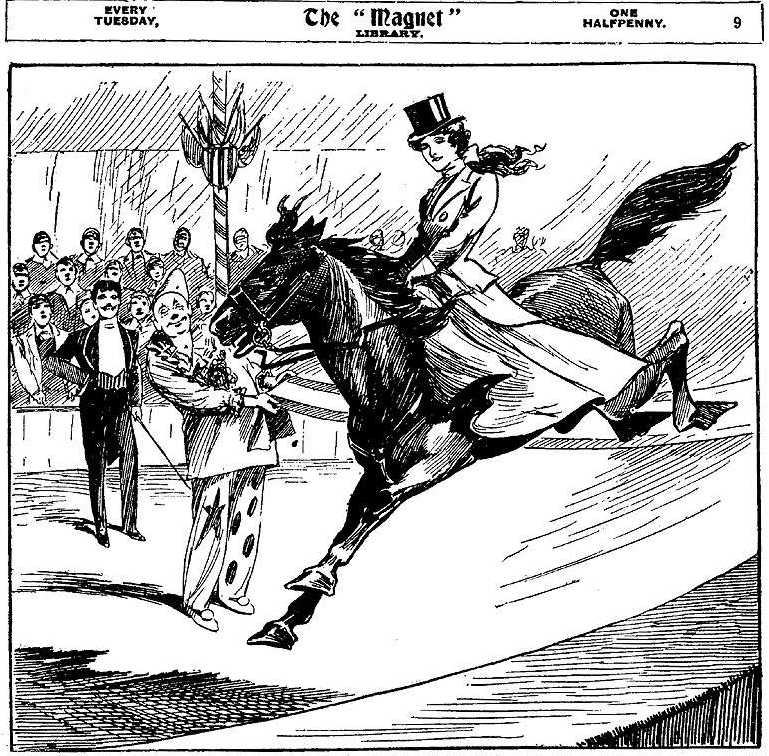 EVERY
TUESDAY,
The "Magnet"
LIBRARY.
ONE
HALFPENNY.
9